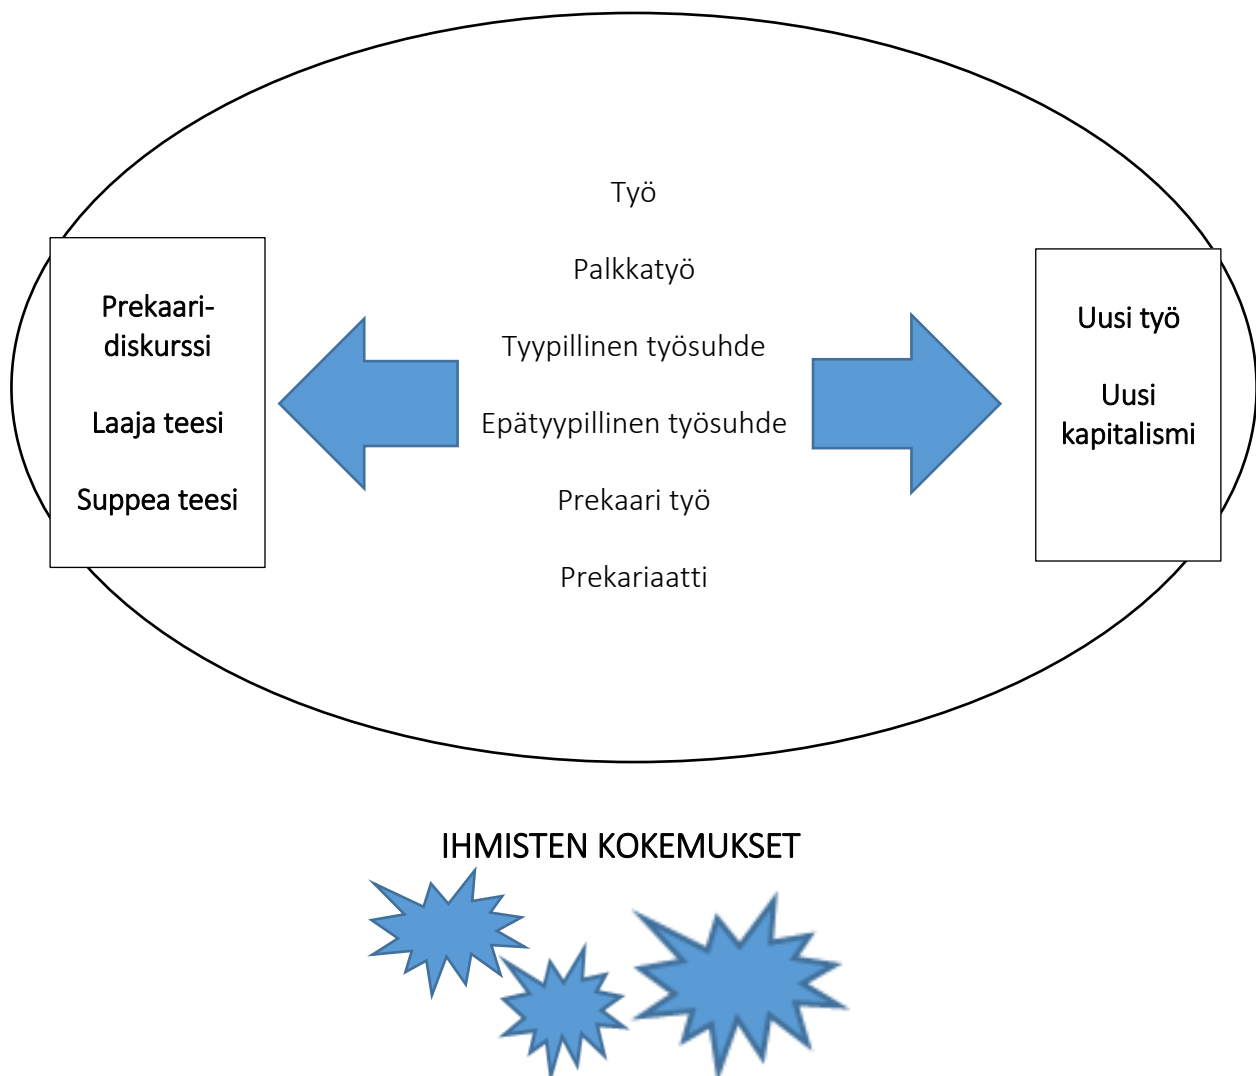 Työ
Palkkatyö
Tyypillinen työsuhde
Epätyypillinen työsuhde
Prekaari työ
Prekariaatti
Prekaari-
diskurssi
Laaja teesi
Suppea teesi
Uusi työ
Uusi
kapitalismi
IHMISTEN KOKEMUKSET